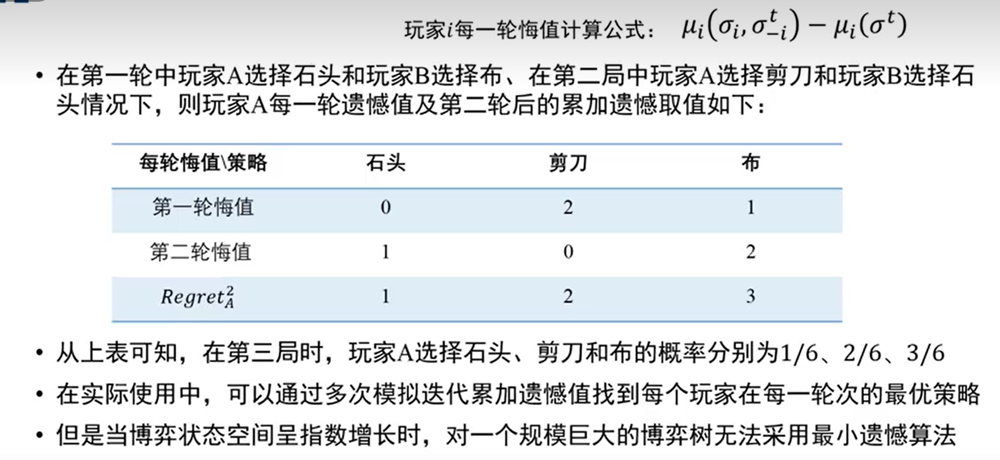 玩家i每一轮悔值计算公式： μᵢ(σᵢ, σ₋ᵢᵗ) − μᵢ(σᵗ)
• 在第一轮中玩家A选择石头和玩家B选择布、在第二局中玩家A选择剪刀和玩家B选择石
头情况下，则玩家A每一轮遗憾值及第二轮后的累加遗憾取值如下：
每轮悔值\策略 石头 剪刀 布
第一轮悔值 0 2 1
第二轮悔值 1 0 2
Regret_A^2 1 2 3
• 从上表可知，在第三局时，玩家A选择石头、剪刀和布的概率分别为1/6、2/6、3/6
• 在实际使用中，可以通过多次模拟迭代累加遗憾值找到每个玩家在每一轮次的最优策略
• 但是当博弈状态空间呈指数增长时，对一个规模巨大的博弈树无法采用最小遗憾算法